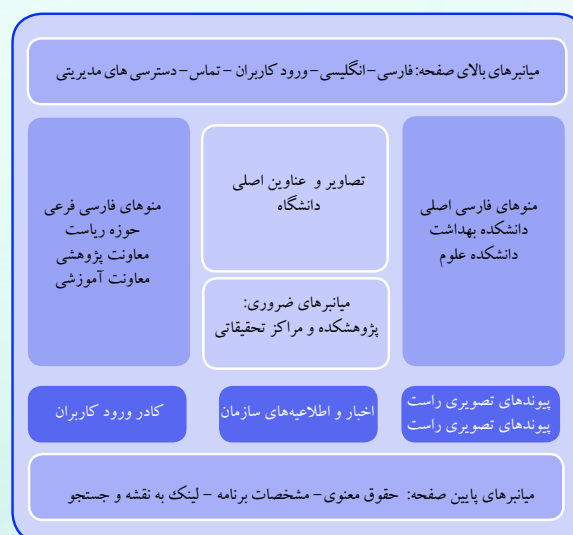 میانبرهای بالای صفحه: فارسی – انگلیسی – ورود کاربران – تماس – دسترسی های مدیریتی
منوهای فارسی اصلی
دانشکده بهداشت
دانشکده علوم
تصاویر و عناوین اصلی
دانشگاه
میانبرهای ضروری:
پژوهشکده و مراکز تحقیقاتی
منوهای فارسی فرعی
حوزه ریاست
معاونت پژوهشی
معاونت آموزشی
پیوندهای تصویری راست
پیوندهای تصویری راست
اخبار و اطلاعیه‌های سازمان
کادر ورود کاربران
میانبرهای پایین صفحه: حقوق معنوی – مشخصات برنامه – لینک به نقشه و جستجو